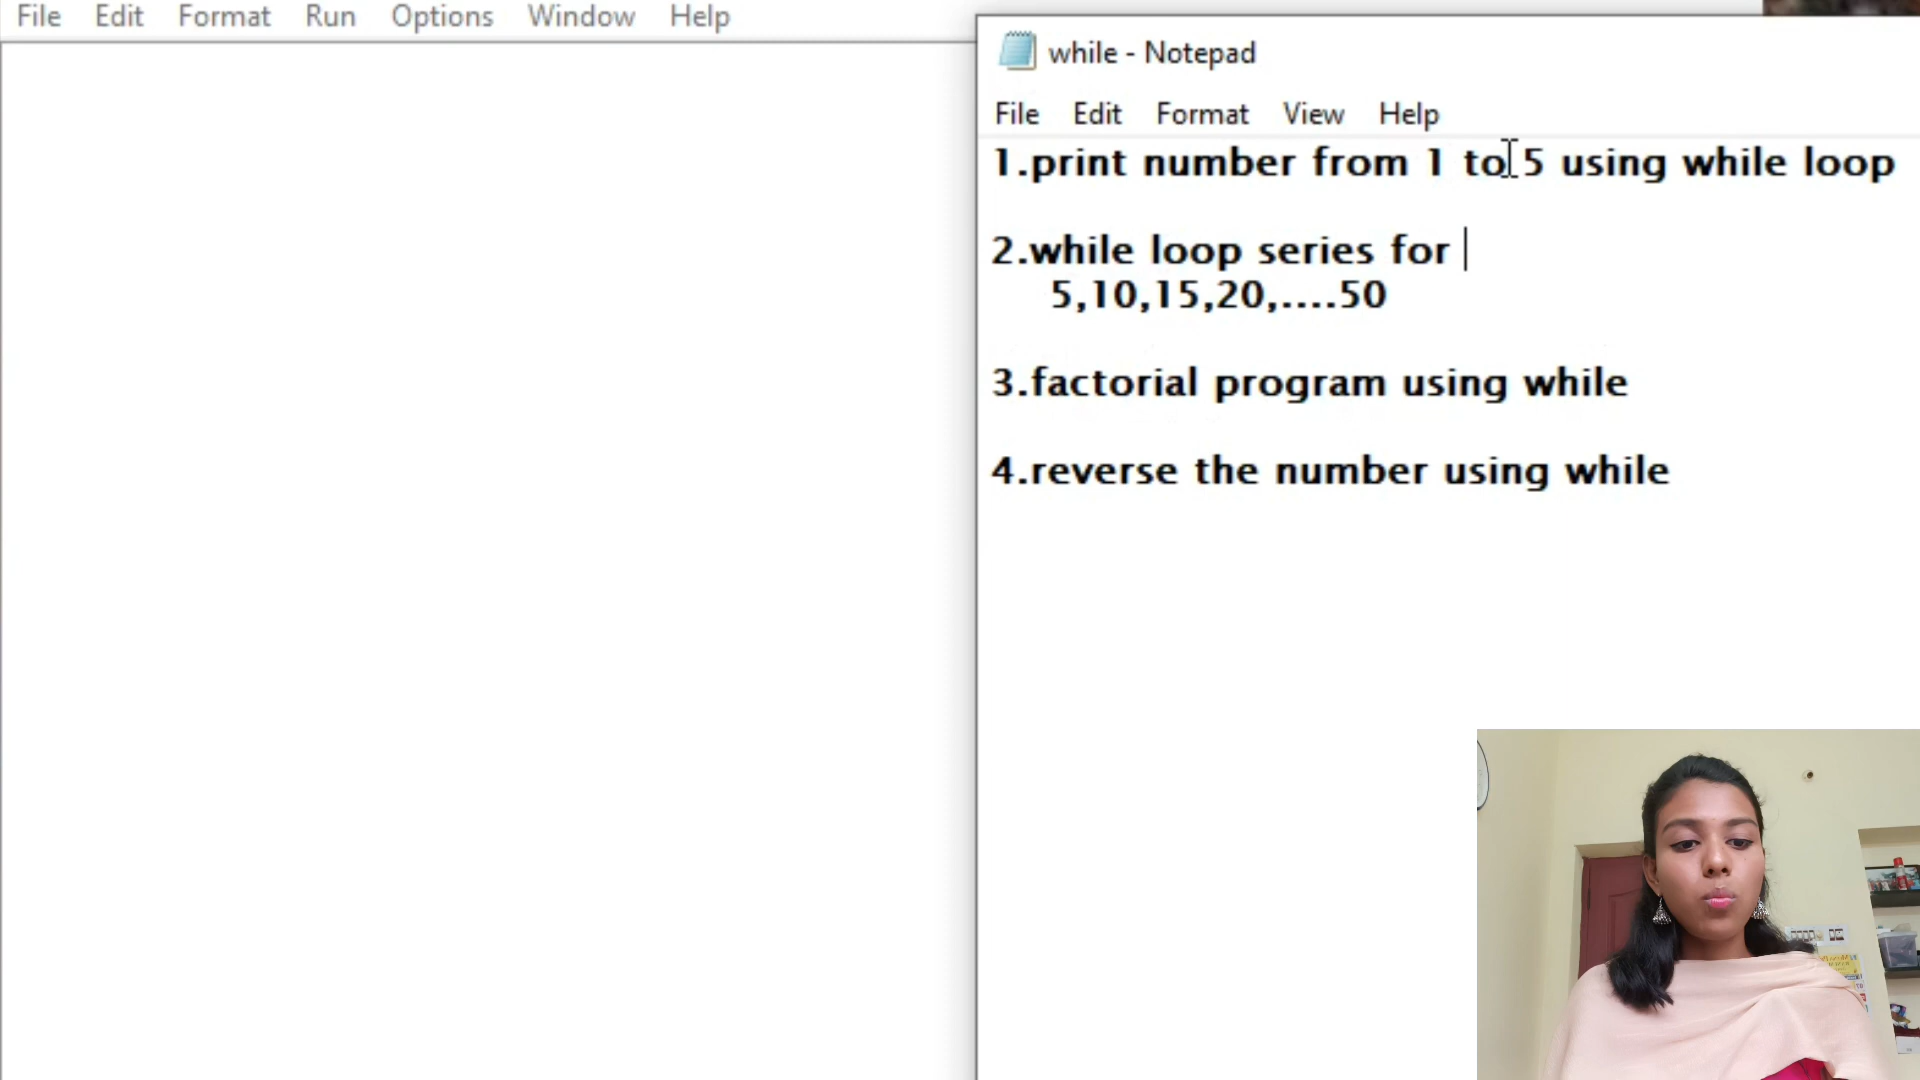 File Edit Format Run Options Window Help
while - Notepad
File Edit Format View Help
1.print number from 1 to 5 using while loop
2.while loop series for
5,10,15,20,....50
3.factorial program using while
4.reverse the number using while